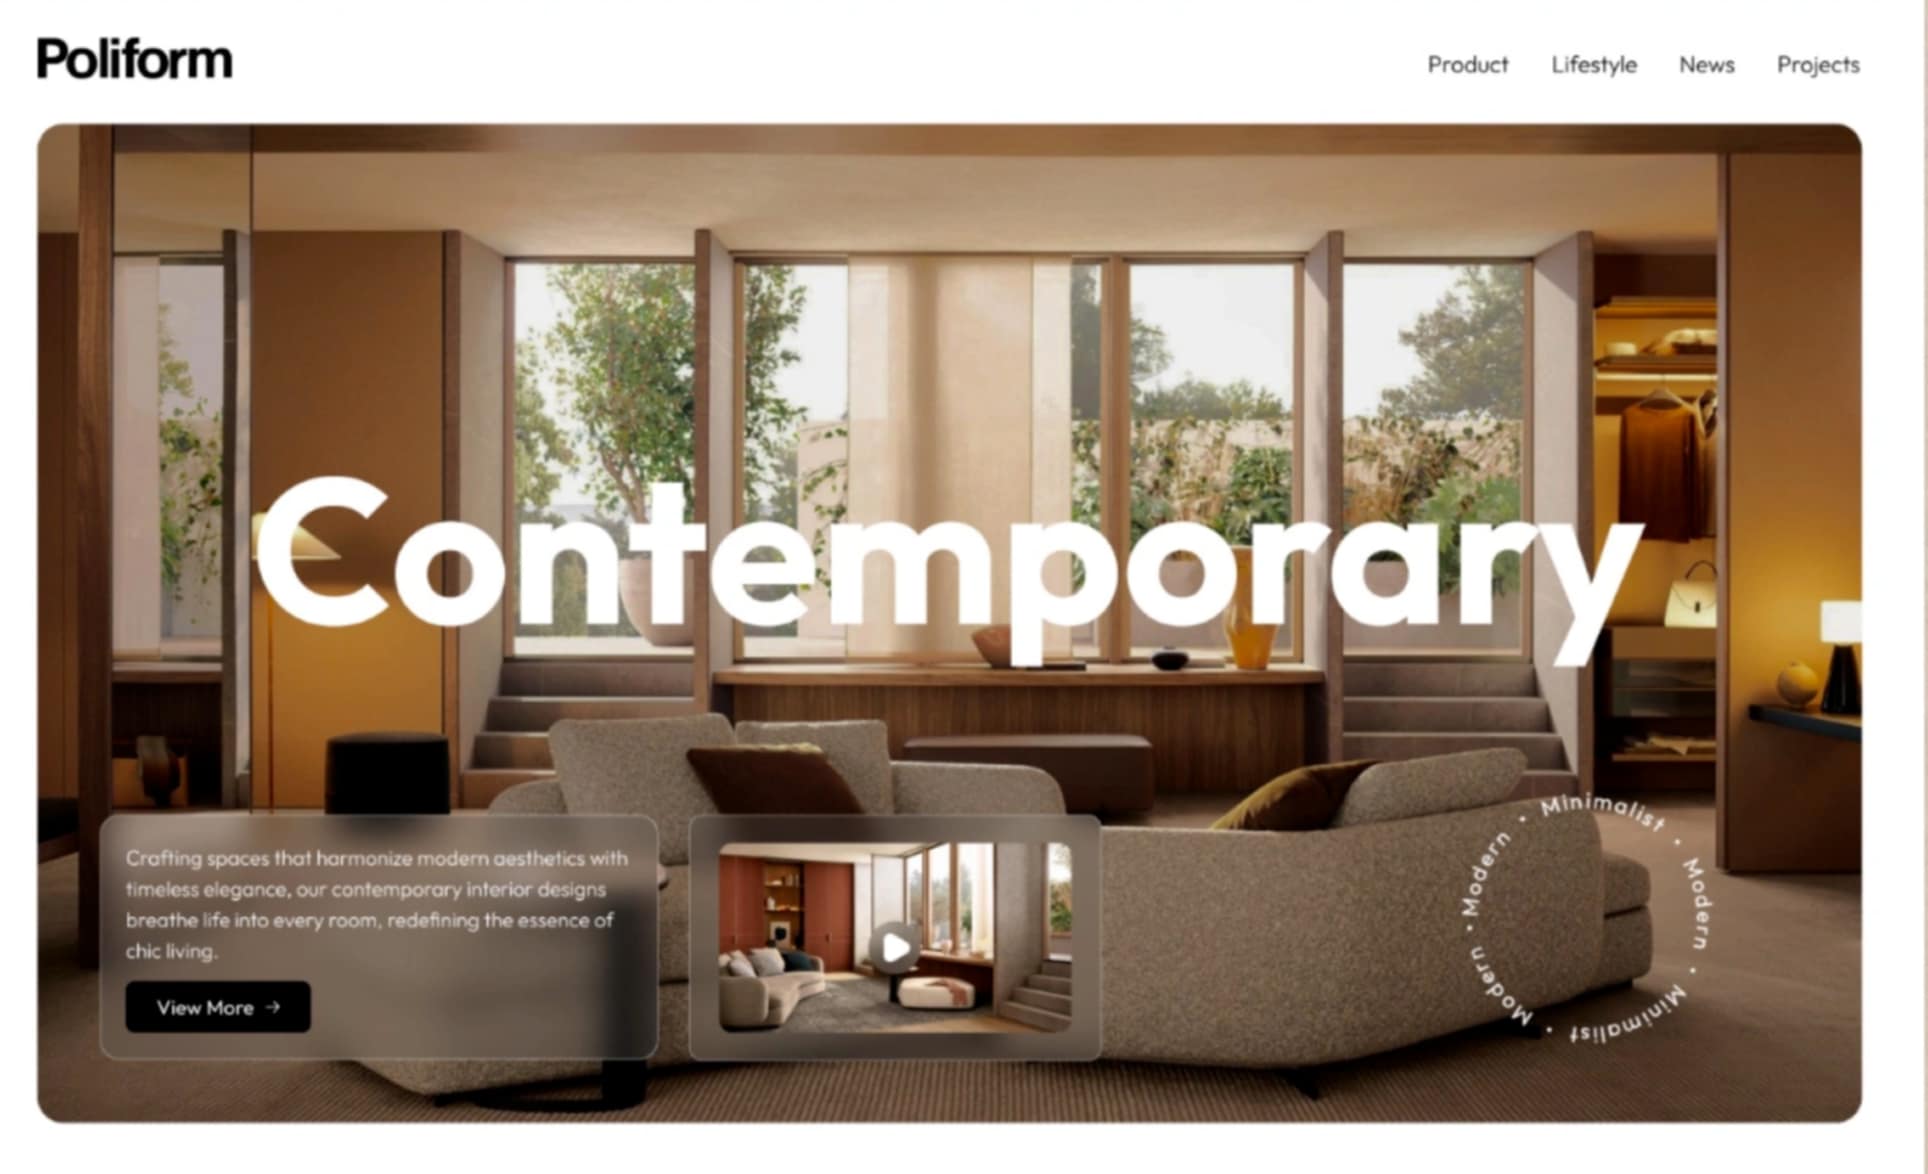 Poliform
Product
Lifestyle
News
Projects
Contemporary
Crafting spaces that harmonize modern aesthetics with
timeless elegance, our contemporary interior designs
breathe life into every room, redefining the essence of
chic living.
View More →
Minimalist • Modern • Minimalist • Modern • Modern •